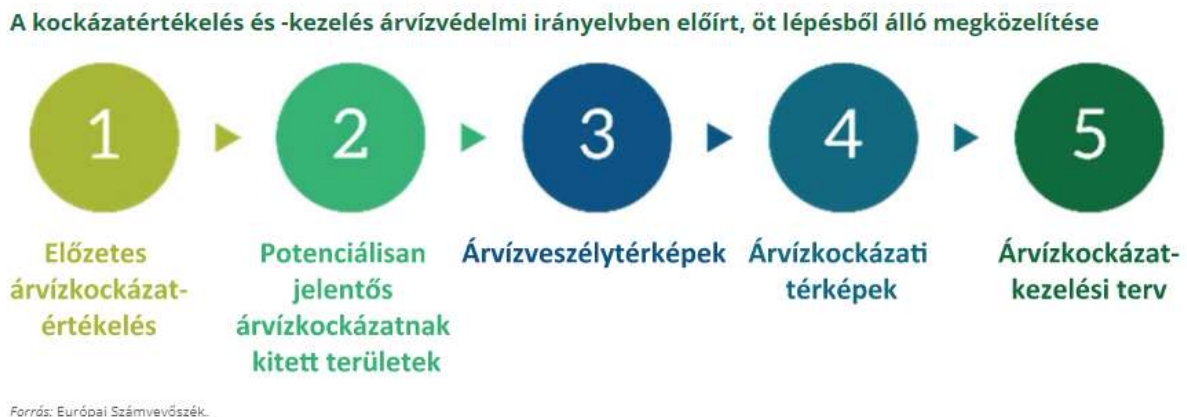 A kockázatértékelés és -kezelés árvízvédelmi irányelvben előírt, öt lépésből álló megközelítése
1
2
3
4
5
Előzetes
árvízkockázat-
értékelés
Potenciálisan
jelentős
árvízkockázatnak
kitett területek
Árvízveszélytérképek
Árvízkockázati
térképek
Árvízkockázat-
kezelési terv
Forrás: Európai Számvevőszék.